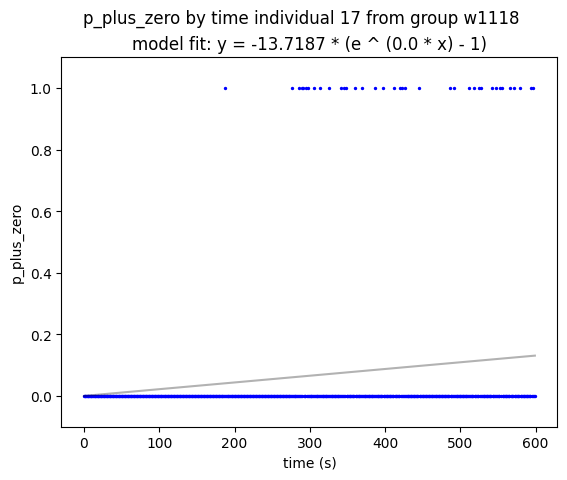 p_plus_zero by time individual 17 from group w1118
model fit: y = -13.7187 * (e ^ (0.0 * x) - 1)
1.0
0.8
0.6
0.4
0.2
0.0
p_plus_zero
0 100 200 300 400 500 600
time (s)